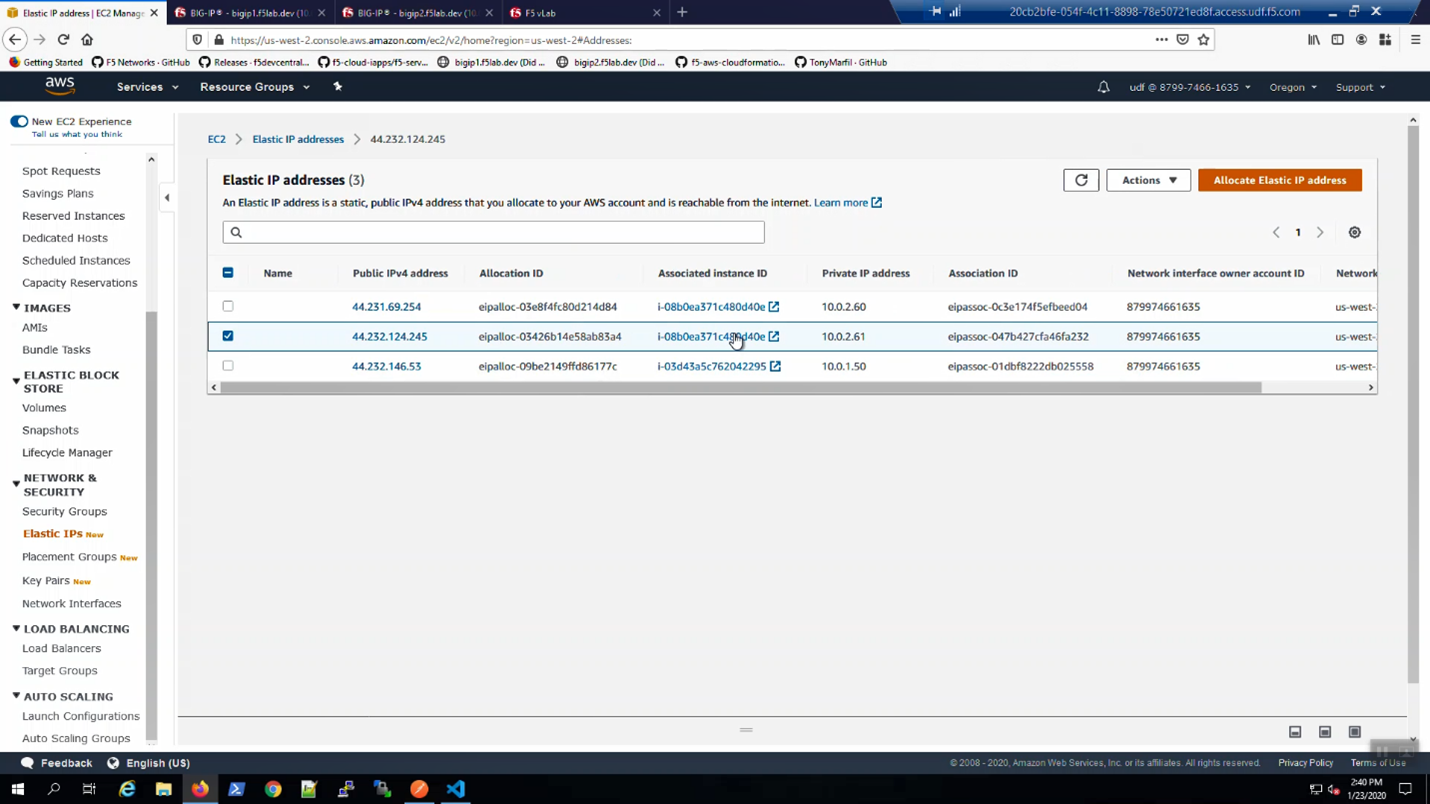 Elastic IP address | EC2 Manag
BIG-IP® - bigip1.f5lab.dev (10.
BIG-IP® - bigip2.f5lab.dev (10.
F5 vLab
20cb2bfe-054f-4c11-8898-78e50721ed8f.access.udf.f5.com
https://us-west-2.console.aws.amazon.com/ec2/v2/home?region=us-west-2#Addresses:
Getting Started
F5 Networks · GitHub
Releases · f5devcentral...
f5-cloud-iapps/f5-serv...
bigip1.f5lab.dev (Did ...
bigip2.f5lab.dev (Did ...
f5-aws-cloudformatio...
TonyMarfil · GitHub
aws
Services
Resource Groups
udf @ 8799-7466-1635
Oregon
Support
New EC2 Experience
Tell us what you think
Spot Requests
Savings Plans
Reserved Instances
Dedicated Hosts
Scheduled Instances
Capacity Reservations
IMAGES
AMIs
Bundle Tasks
ELASTIC BLOCK
STORE
Volumes
Snapshots
Lifecycle Manager
NETWORK &
SECURITY
Security Groups
Elastic IPs New
Placement Groups New
Key Pairs New
Network Interfaces
LOAD BALANCING
Load Balancers
Target Groups
AUTO SCALING
Launch Configurations
Auto Scaling Groups
EC2 > Elastic IP addresses > 44.232.124.245
Elastic IP addresses (3)
Actions
Allocate Elastic IP address
An Elastic IP address is a static, public IPv4 address that you allocate to your AWS account and is reachable from the internet. Learn more
1
Name Public IPv4 address Allocation ID Associated instance ID Private IP address Association ID Network interface owner account ID Network
44.231.69.254 eipalloc-03e8f4fc80d214d84 i-08b0ea371c480d40e 10.0.2.60 eipassoc-0c3e174f5efbeed04 879974661635 us-west-
44.232.124.245 eipalloc-03426b14e58ab83a4 i-08b0ea371c480d40e 10.0.2.61 eipassoc-047b427cfa46fa232 879974661635 us-west-
44.232.146.53 eipalloc-09be2149ffd86177c i-03d43a5c762042295 10.0.1.50 eipassoc-01dbf8222db025558 879974661635 us-west-
Feedback
English (US)
© 2008 - 2020, Amazon Web Services, Inc. or its affiliates. All rights reserved.
Privacy Policy
Terms of Use
2:40 PM
1/23/2020